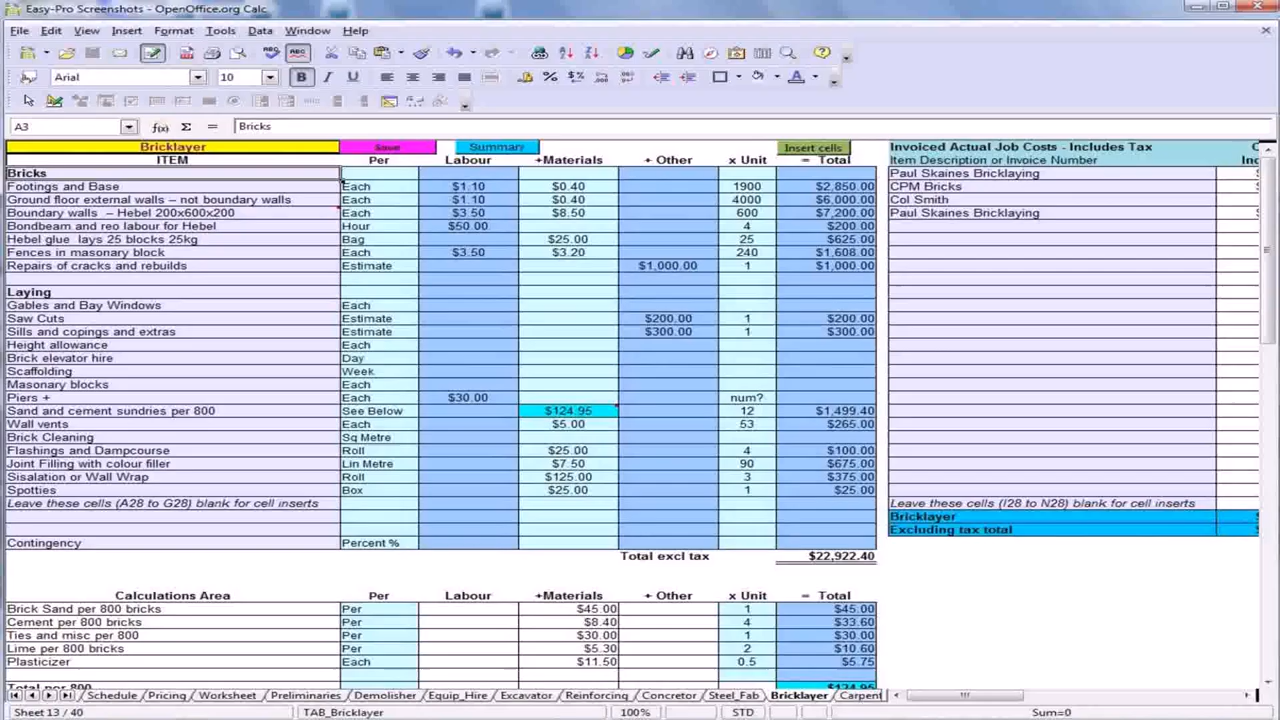 Easy-Pro Screenshots - OpenOffice.org Calc
File Edit View Insert Format Tools Data Window Help
Arial 10
A3 Bricks
Bricklayer Save Summary Insert cells Invoiced Actual Job Costs - Includes Tax
ITEM Per Labour +Materials + Other x Unit = Total Item Description or Invoice Number
Bricks Paul Skaines Bricklaying
Footings and Base Each $1.10 $0.40 1900 $2,850.00 CPM Bricks
Ground floor external walls – not boundary walls Each $1.10 $0.40 4000 $6,000.00 Col Smith
Boundary walls – Hebel 200x600x200 Each $3.50 $8.50 600 $7,200.00 Paul Skaines Bricklaying
Bondbeam and reo labour for Hebel Hour $50.00 4 $200.00
Hebel glue lays 25 blocks 25kg Bag $25.00 25 $625.00
Fences in masonary block Each $3.50 $3.20 240 $1,608.00
Repairs of cracks and rebuilds Estimate $1,000.00 1 $1,000.00
Laying
Gables and Bay Windows Each
Saw Cuts Estimate $200.00 1 $200.00
Sills and copings and extras Estimate $300.00 1 $300.00
Height allowance Each
Brick elevator hire Day
Scaffolding Week
Masonary blocks Each
Piers + Each $30.00 num?
Sand and cement sundries per 800 See Below $124.95 12 $1,499.40
Wall vents Each $5.00 53 $265.00
Brick Cleaning Sq Metre
Flashings and Dampcourse Roll $25.00 4 $100.00
Joint Filling with colour filler Lin Metre $7.50 90 $675.00
Sisalation or Wall Wrap Roll $125.00 3 $375.00
Spotties Box $25.00 1 $25.00
Leave these cells (A28 to G28) blank for cell inserts Leave these cells (I28 to N28) blank for cell inserts
Bricklayer
Excluding tax total
Contingency Percent %
Total excl tax $22,922.40
Calculations Area Per Labour +Materials + Other x Unit = Total
Brick Sand per 800 bricks Per $45.00 1 $45.00
Cement per 800 bricks Per $8.40 4 $33.60
Ties and misc per 800 Per $30.00 1 $30.00
Lime per 800 bricks Per $5.30 2 $10.60
Plasticizer Each $11.50 0.5 $5.75
Total per 800 $124.95
Schedule Pricing Worksheet Preliminaries Demolisher Equip_Hire Excavator Reinforcing Concretor Steel_Fab Bricklayer Carpent
Sheet 13 / 40 TAB_Bricklayer 100% STD Sum=0